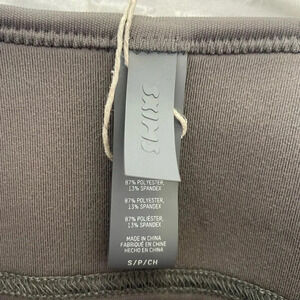 SKIMS
87% POLYESTER,
13% SPANDEX
87% POLYESTER,
13% SPANDEX
87% POLIÉSTER,
13% SPANDEX
MADE IN CHINA
FABRIQUÉ EN CHINE
HECHO EN CHINA
S/P/CH